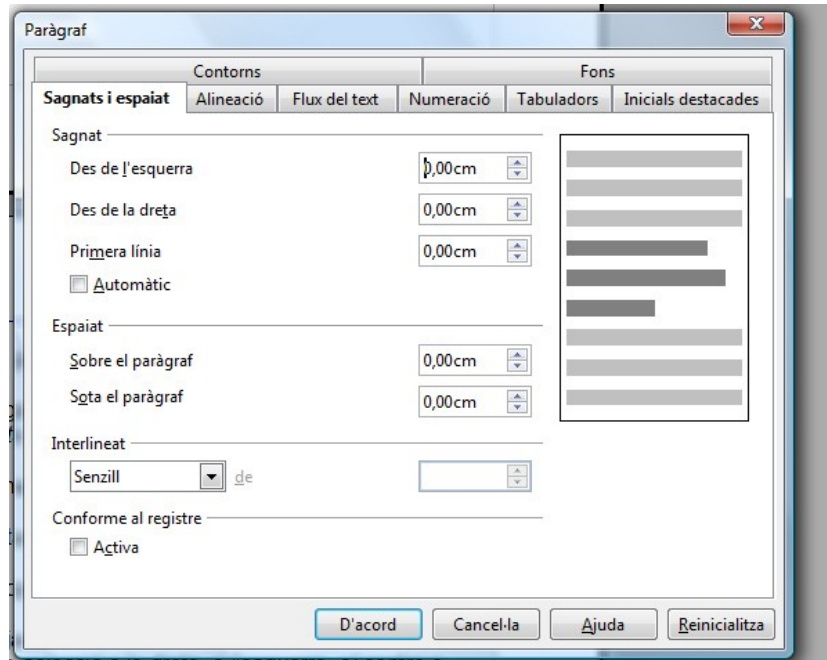 Paràgraf
Contorns Fons
Sagnats i espaiat Alineació Flux del text Numeració Tabuladors Inicials destacades
Sagnat
Des de l'esquerra 0,00cm
Des de la dreta 0,00cm
Primera línia 0,00cm
Automàtic
Espaiat
Sobre el paràgraf 0,00cm
Sota el paràgraf 0,00cm
Interlineat
Senzill de
Conforme al registre
Activa
D'acord Cancel·la Ajuda Reinicialitza